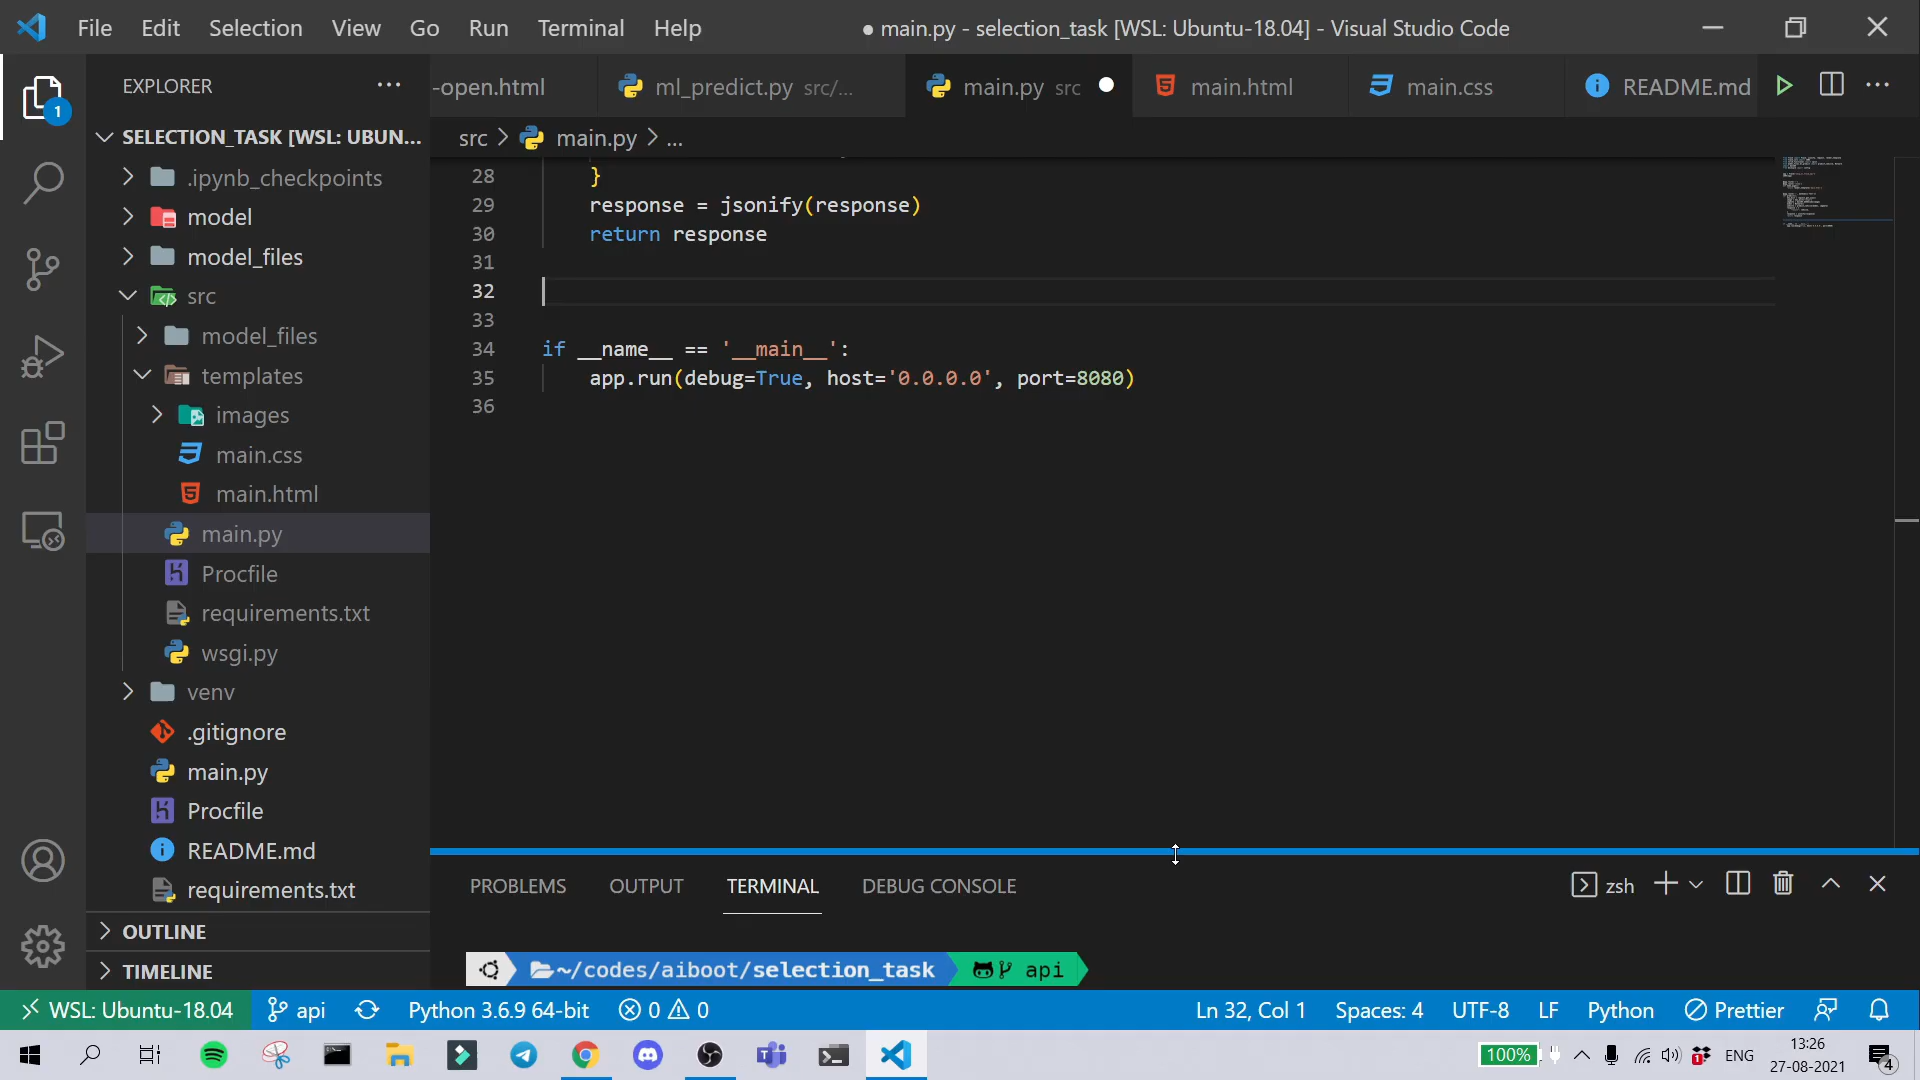 File Edit Selection View Go Run Terminal Help
● main.py - selection_task [WSL: Ubuntu-18.04] - Visual Studio Code
EXPLORER ···
-open.html ml_predict.py src/... main.py src main.html main.css README.md
SELECTION_TASK [WSL: UBUN...
src > main.py > ...
.ipynb_checkpoints
model
model_files
src
model_files
templates
images
main.css
main.html
main.py
Procfile
requirements.txt
wsgi.py
venv
.gitignore
main.py
Procfile
README.md
requirements.txt
OUTLINE
TIMELINE
1
28 }
29 response = jsonify(response)
30 return response
31
32
33
34 if __name__ == '__main__':
35 app.run(debug=True, host='0.0.0.0', port=8080)
36
PROBLEMS OUTPUT TERMINAL DEBUG CONSOLE
zsh
~/codes/aiboot/selection_task api
WSL: Ubuntu-18.04 api Python 3.6.9 64-bit 0 0
Ln 32, Col 1 Spaces: 4 UTF-8 LF Python Prettier
100% 1 ENG 13:26
27-08-2021
4